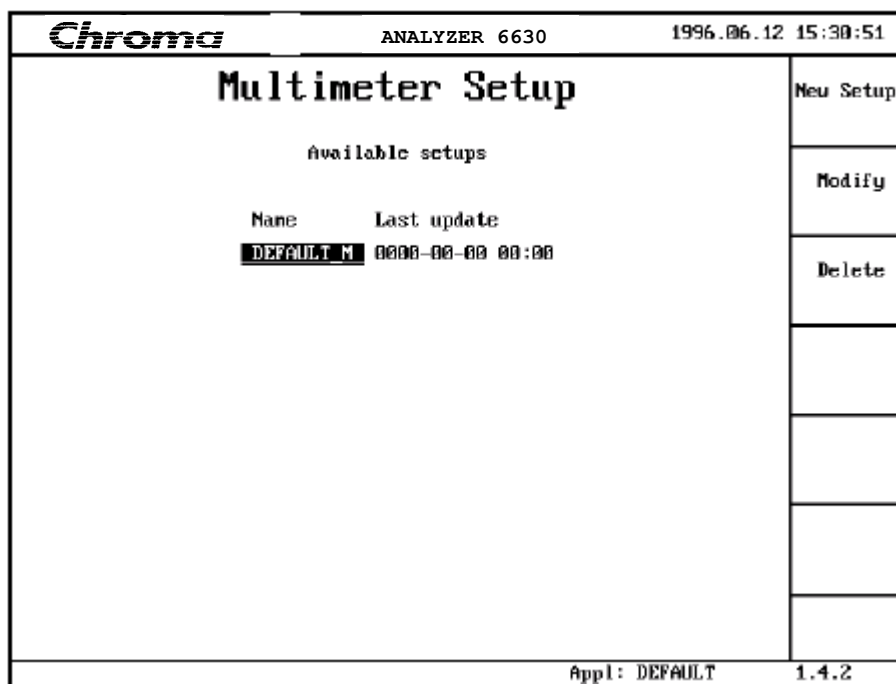 Chroma ANALYZER 6630 1996.06.12 15:30:51
Multimeter Setup
New Setup
Available setups
Modify
Name Last update
DEFAULT_M 0000-00-00 00:00
Delete
Appl: DEFAULT 1.4.2